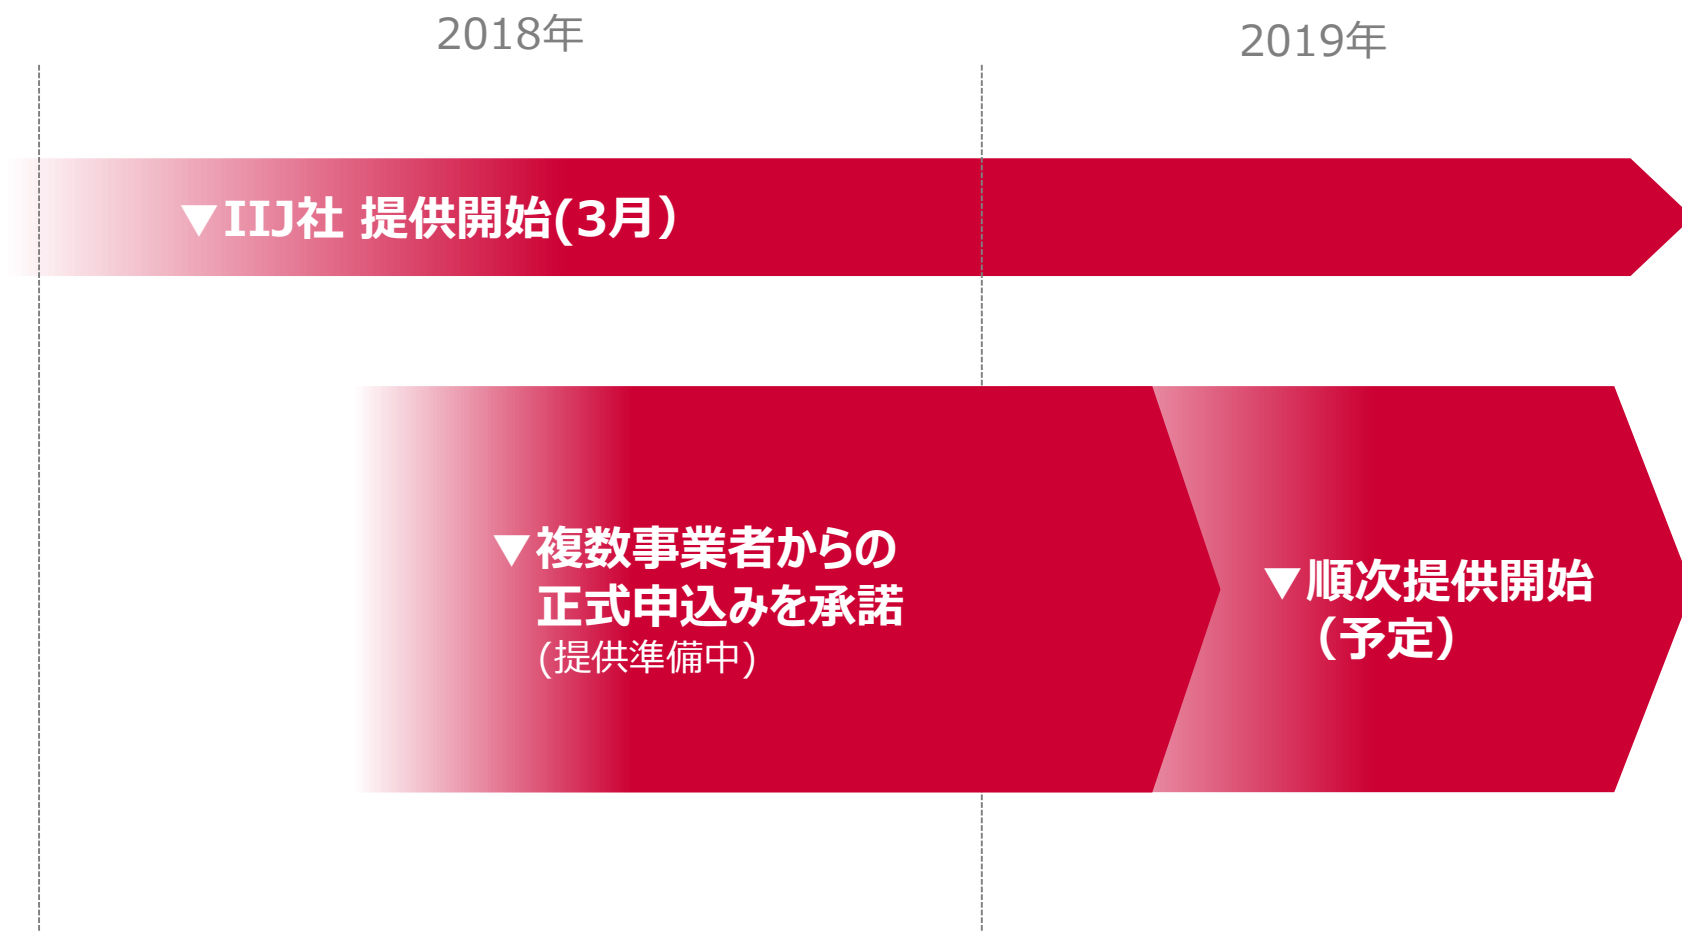 2018年
2019年
▼IIJ社 提供開始(3月）
▼複数事業者からの
正式申込みを承諾
(提供準備中)
▼順次提供開始
（予定）